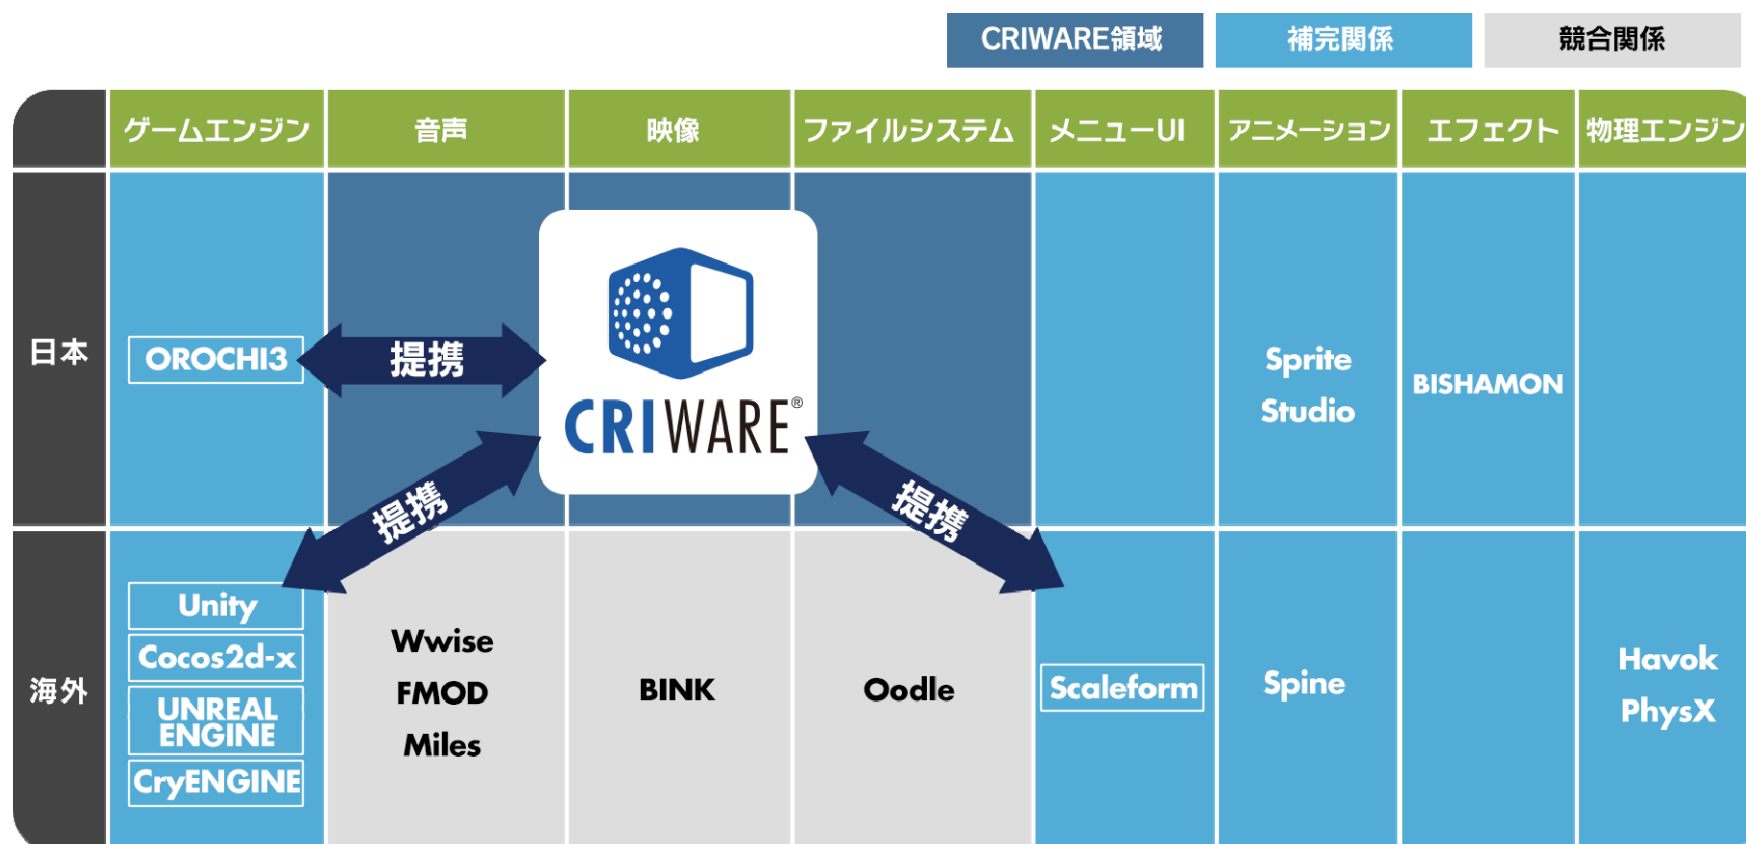 CRIWARE領域
補完関係
競合関係
ゲームエンジン
音声
映像
ファイルシステム
メニューUI
アニメーション
エフェクト
物理エンジン
日本
OROCHI3
提携
CRIWARE®
Sprite
Studio
BISHAMON
提携
提携
海外
Unity
Cocos2d-x
UNREAL
ENGINE
CryENGINE
Wwise
FMOD
Miles
BINK
Oodle
Scaleform
Spine
Havok
PhysX